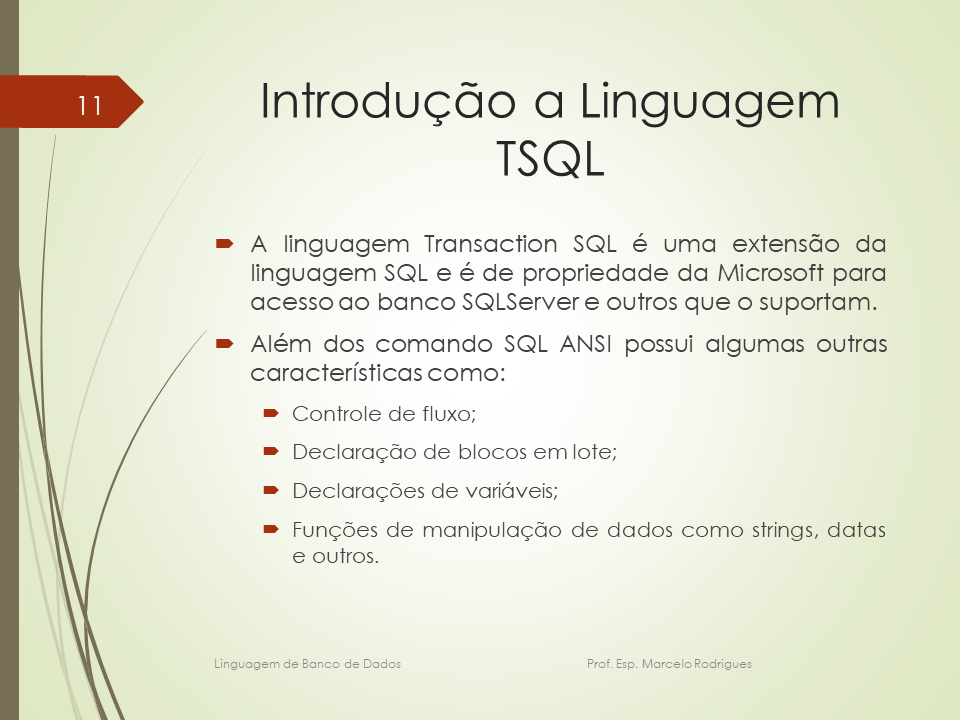 11
Introdução a Linguagem
TSQL
A linguagem Transaction SQL é uma extensão da
linguagem SQL e é de propriedade da Microsoft para
acesso ao banco SQLServer e outros que o suportam.
Além dos comando SQL ANSI possui algumas outras
características como:
Controle de fluxo;
Declaração de blocos em lote;
Declarações de variáveis;
Funções de manipulação de dados como strings, datas
e outros.
Linguagem de Banco de Dados Prof. Esp. Marcelo Rodrigues